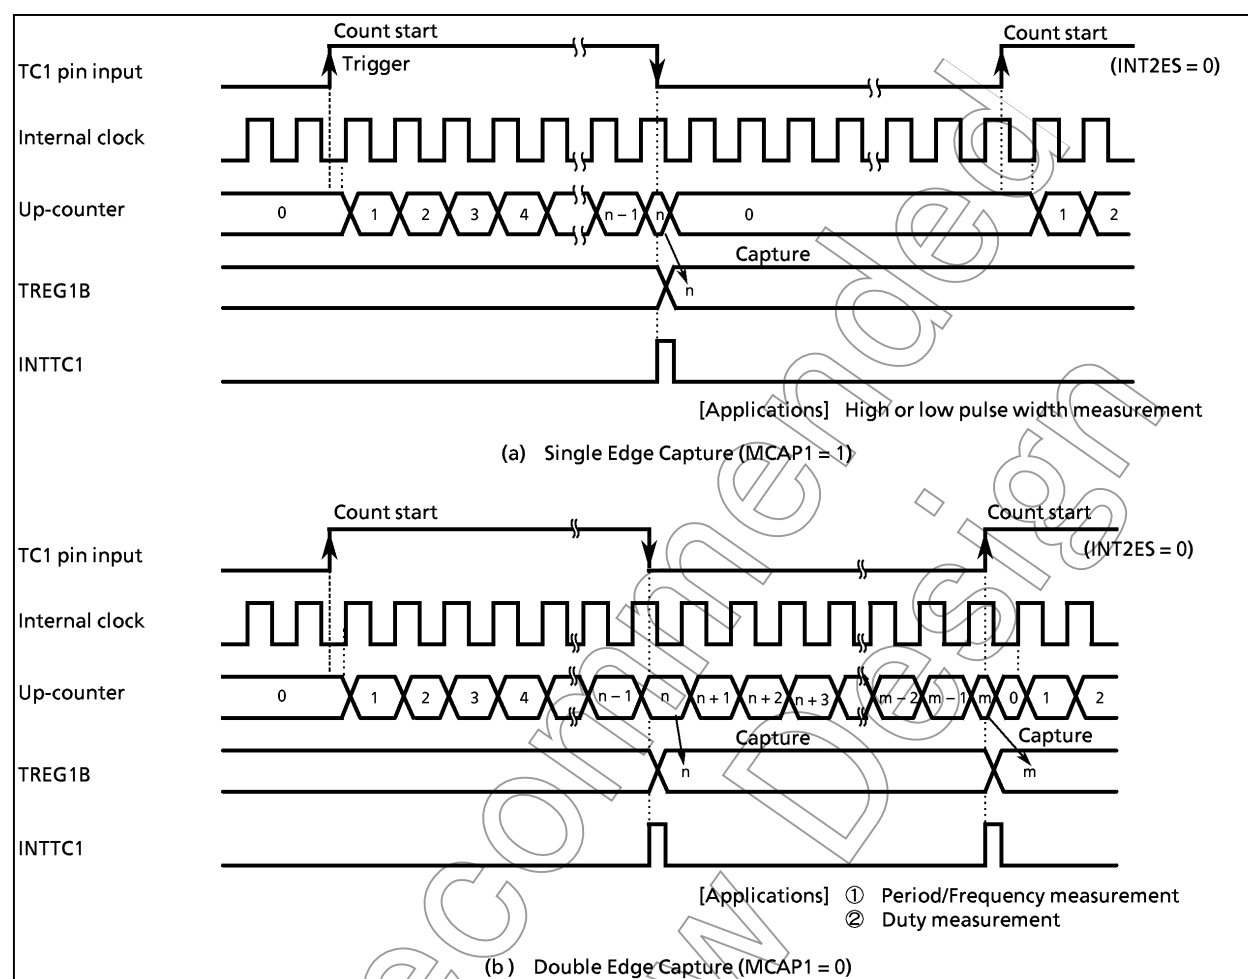 Count start
Count start
TC1 pin input
Trigger
(INT2ES = 0)
Internal clock
Up-counter 0 1 2 3 4 n – 1 n 0 1 2
Capture
TREG1B n
INTTC1
[Applications] High or low pulse width measurement
(a) Single Edge Capture (MCAP1 = 1)
Count start
Count start
TC1 pin input
(INT2ES = 0)
Internal clock
Up-counter 0 1 2 3 4 n – 1 n n + 1 n + 2 n + 3 m – 2 m – 1 m 0 1 2
Capture
Capture
TREG1B n m
INTTC1
[Applications] ① Period/Frequency measurement
② Duty measurement
(b) Double Edge Capture (MCAP1 = 0)
ecommended
w Design